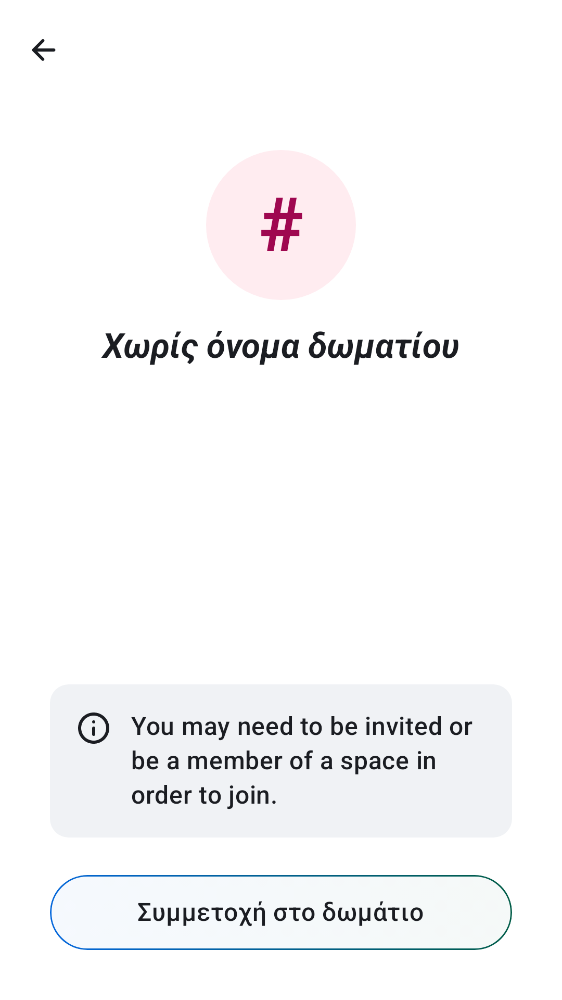 #
Χωρίς όνομα δωματίου
You may need to be invited or
be a member of a space in
order to join.
Συμμετοχή στο δωμάτιο